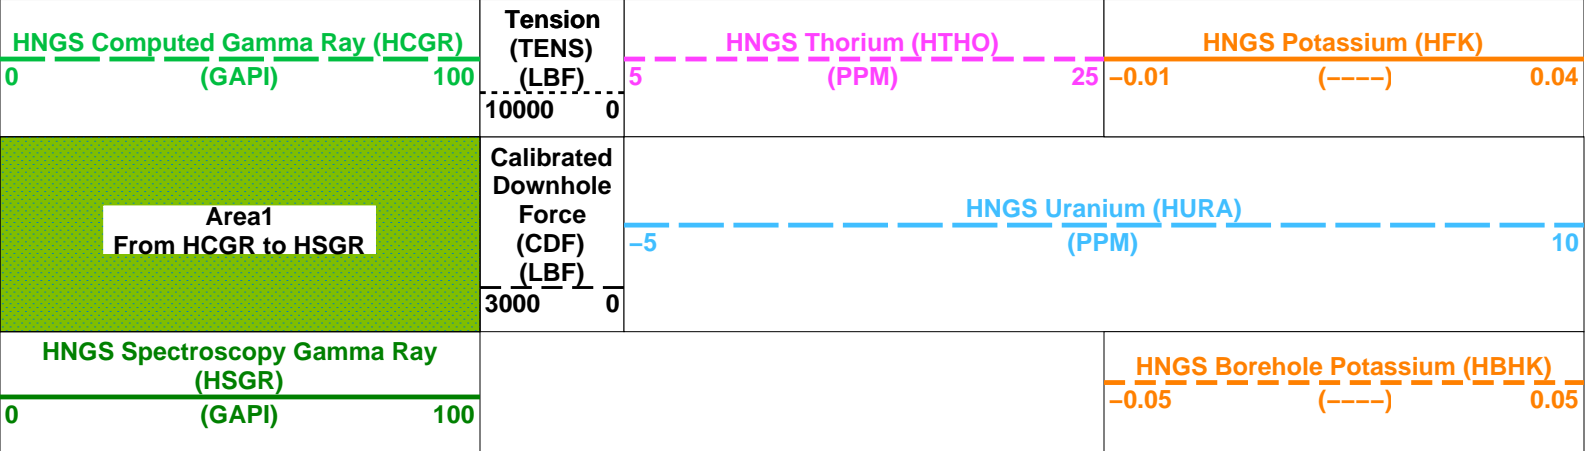 HNGS Computed Gamma Ray (HCGR)
0 (GAPI) 100
Tension
(TENS)
(LBF)
10000 0
HNGS Thorium (HTHO)
5 (PPM) 25
HNGS Potassium (HFK)
−0.01 (−−−−) 0.04
Area1
From HCGR to HSGR
Calibrated
Downhole
Force
(CDF)
(LBF)
3000 0
HNGS Uranium (HURA)
−5 (PPM) 10
HNGS Spectroscopy Gamma Ray
(HSGR)
0 (GAPI) 100
HNGS Borehole Potassium (HBHK)
−0.05 (−−−−) 0.05